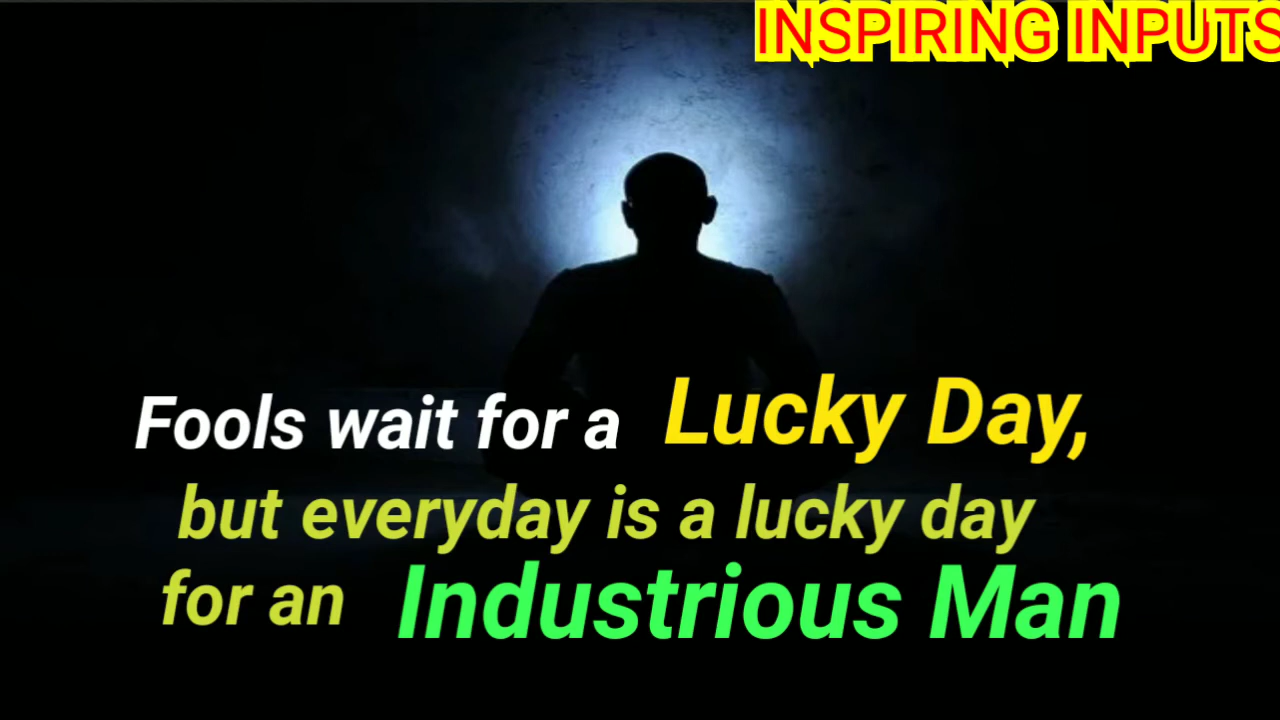 INSPIRING INPUTS
Fools wait for a Lucky Day,
but everyday is a lucky day
for an Industrious Man